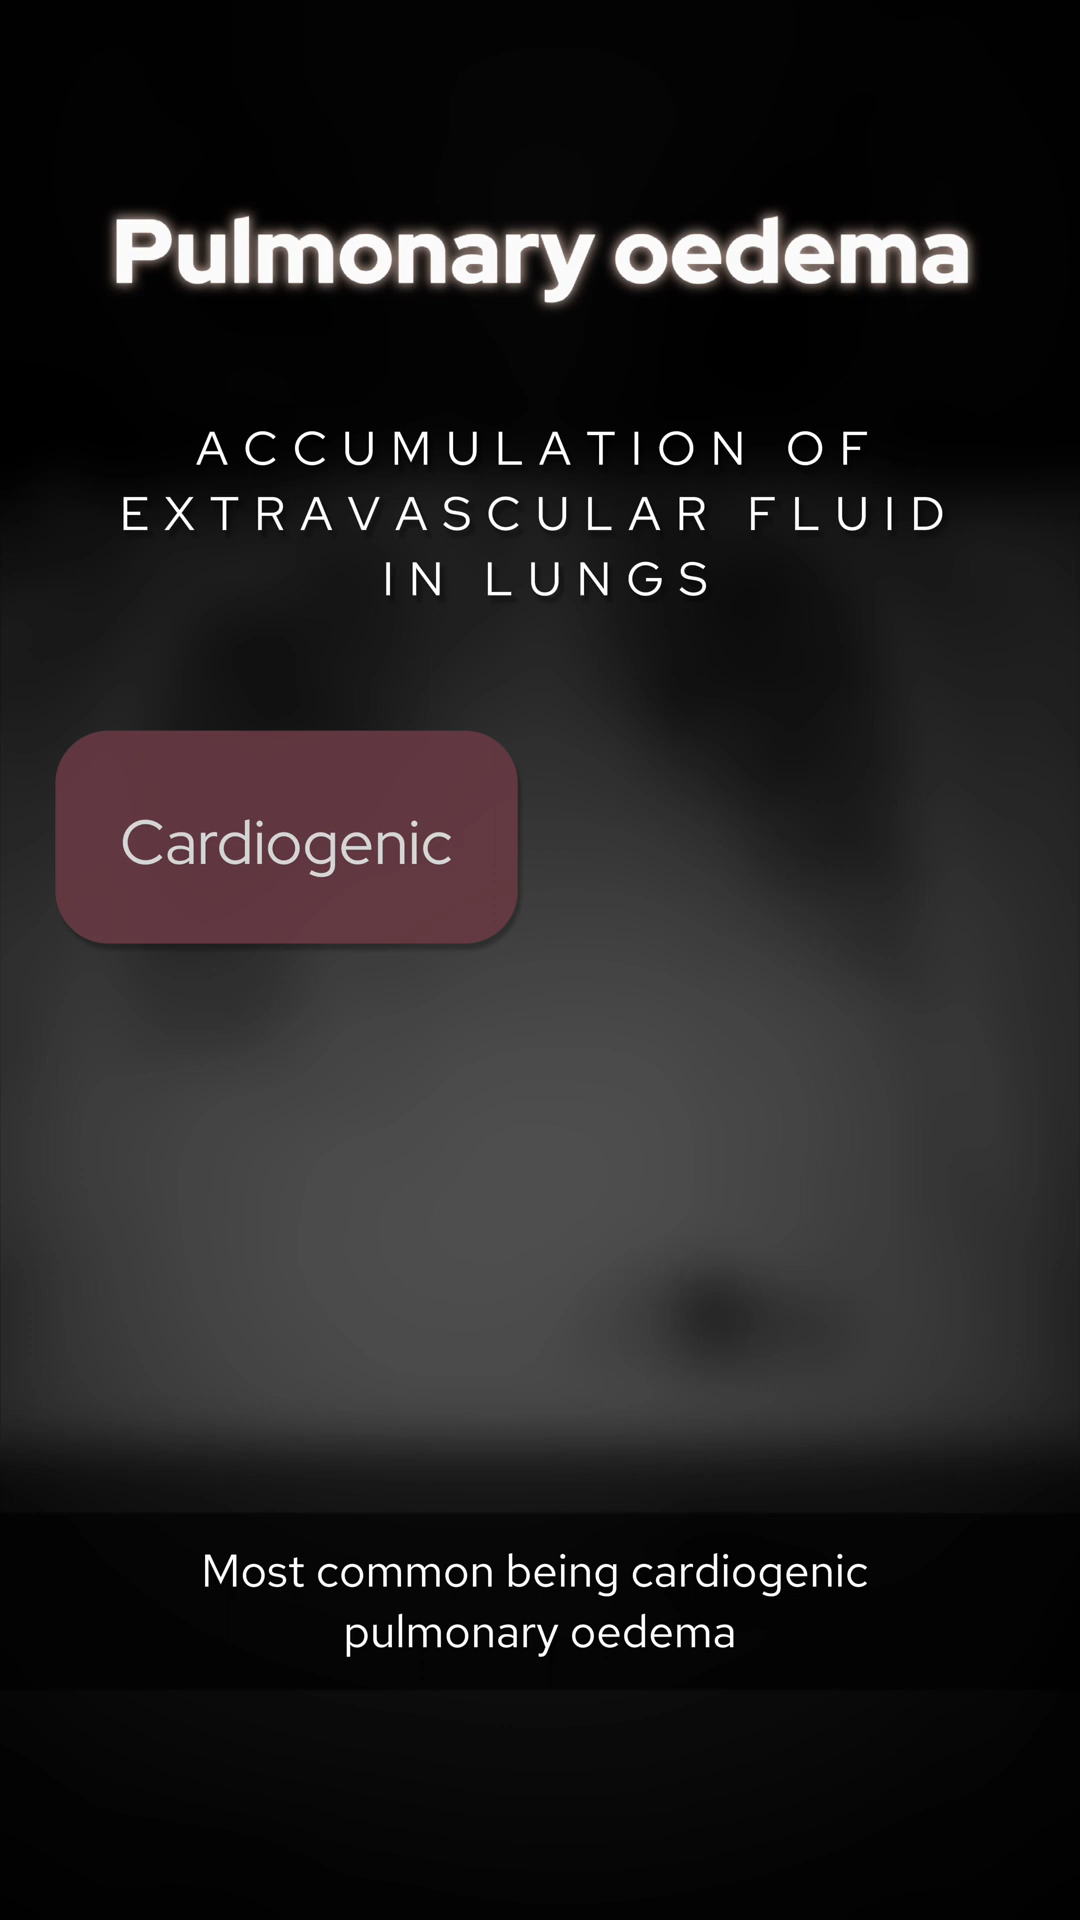 Pulmonary oedema
ACCUMULATION OF
EXTRAVASCULAR FLUID
IN LUNGS
Cardiogenic
Most common being cardiogenic
pulmonary oedema